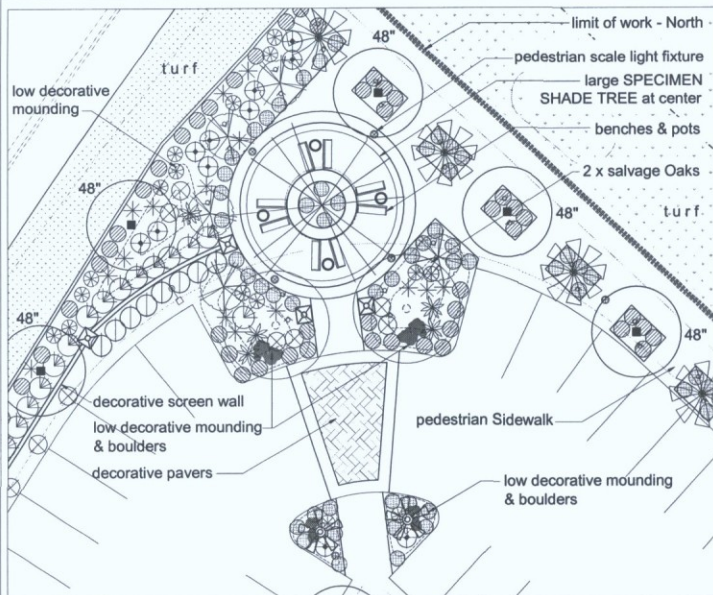 limit of work - North
48"
pedestrian scale light fixture
turf
large SPECIMEN
SHADE TREE at center
low decorative
mounding
benches & pots
2 x salvage Oaks
48"
48"
turf
48"
48"
decorative screen wall
low decorative mounding
& boulders
pedestrian Sidewalk
decorative pavers
low decorative mounding
& boulders